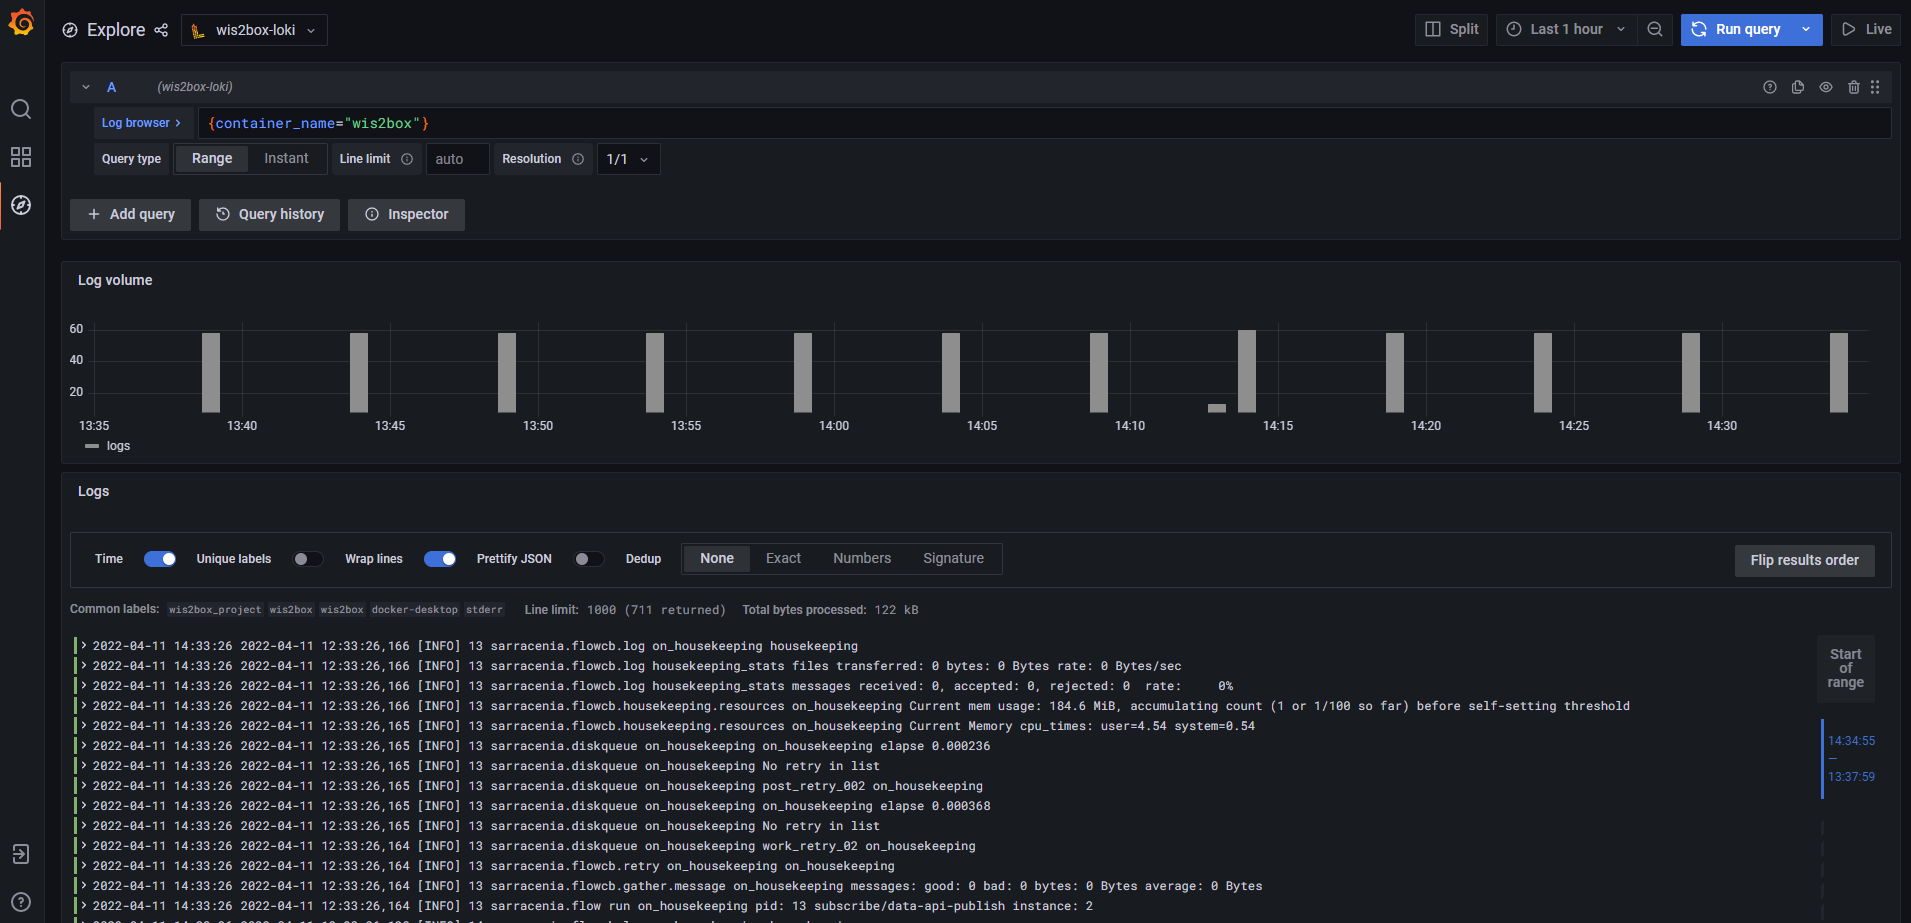 Explore wis2box-loki Split Last 1 hour Run query Live
A (wis2box-loki)
Log browser {container_name="wis2box"}
Query type Range Instant Line limit auto Resolution 1/1
+ Add query Query history Inspector
Log volume
60
40
20
13:35 13:40 13:45 13:50 13:55 14:00 14:05 14:10 14:15 14:20 14:25 14:30
logs
Logs
Time Unique labels Wrap lines Prettify JSON Dedup None Exact Numbers Signature Flip results order
Common labels: wis2box_project wis2box wis2box docker-desktop stderr Line limit: 1000 (711 returned) Total bytes processed: 122 kB
2022-04-11 14:33:26 2022-04-11 12:33:26,166 [INFO] 13 sarracenia.flowcb.log on_housekeeping housekeeping
2022-04-11 14:33:26 2022-04-11 12:33:26,166 [INFO] 13 sarracenia.flowcb.log housekeeping_stats files transferred: 0 bytes: 0 Bytes rate: 0 Bytes/sec
2022-04-11 14:33:26 2022-04-11 12:33:26,166 [INFO] 13 sarracenia.flowcb.log housekeeping_stats messages received: 0, accepted: 0, rejected: 0 rate: 0%
2022-04-11 14:33:26 2022-04-11 12:33:26,166 [INFO] 13 sarracenia.flowcb.housekeeping.resources on_housekeeping Current mem usage: 184.6 MiB, accumulating count (1 or 1/100 so far) before self-setting threshold
2022-04-11 14:33:26 2022-04-11 12:33:26,165 [INFO] 13 sarracenia.flowcb.housekeeping.resources on_housekeeping Current Memory cpu_times: user=4.54 system=0.54
2022-04-11 14:33:26 2022-04-11 12:33:26,165 [INFO] 13 sarracenia.diskqueue on_housekeeping on_housekeeping elapse 0.000236
2022-04-11 14:33:26 2022-04-11 12:33:26,165 [INFO] 13 sarracenia.diskqueue on_housekeeping No retry in list
2022-04-11 14:33:26 2022-04-11 12:33:26,165 [INFO] 13 sarracenia.diskqueue on_housekeeping post_retry_002 on_housekeeping
2022-04-11 14:33:26 2022-04-11 12:33:26,165 [INFO] 13 sarracenia.diskqueue on_housekeeping on_housekeeping elapse 0.000368
2022-04-11 14:33:26 2022-04-11 12:33:26,165 [INFO] 13 sarracenia.diskqueue on_housekeeping No retry in list
2022-04-11 14:33:26 2022-04-11 12:33:26,164 [INFO] 13 sarracenia.diskqueue on_housekeeping work_retry_02 on_housekeeping
2022-04-11 14:33:26 2022-04-11 12:33:26,164 [INFO] 13 sarracenia.flowcb.retry on_housekeeping on_housekeeping
2022-04-11 14:33:26 2022-04-11 12:33:26,164 [INFO] 13 sarracenia.flowcb.gather.message on_housekeeping messages: good: 0 bad: 0 bytes: 0 Bytes average: 0 Bytes
2022-04-11 14:33:26 2022-04-11 12:33:26,164 [INFO] 13 sarracenia.flow run on_housekeeping pid: 13 subscribe/data-api-publish instance: 2
Start
of
range
14:34:55
—
13:37:59